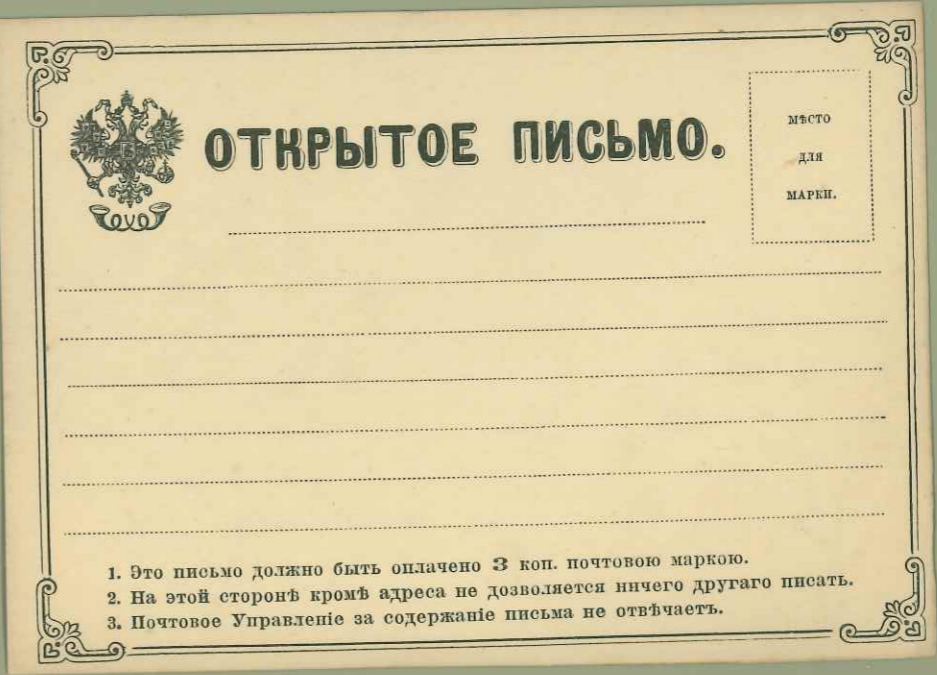 ОТКРЫТОЕ ПИСЬМО.
МѢСТО
ДЛЯ
МАРКИ.
1. Это письмо должно быть оплачено 3 коп. почтовою маркою.
2. На этой сторонѣ кромѣ адреса не дозволяется ничего другаго писать.
3. Почтовое Управленіе за содержаніе письма не отвѣчаетъ.